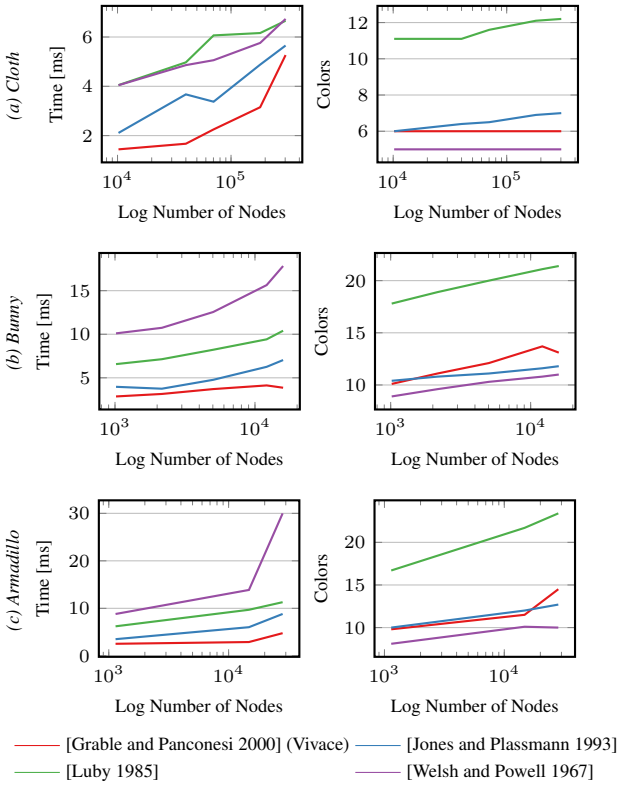 (a) Cloth
Time [ms]
6
4
2
10^4
10^5
Log Number of Nodes
Colors
12
10
8
6
4
10^4
10^5
Log Number of Nodes
(b) Bunny
Time [ms]
15
10
5
10^3
10^4
Log Number of Nodes
Colors
20
15
10
10^3
10^4
Log Number of Nodes
(c) Armadillo
Time [ms]
30
20
10
0
10^3
10^4
Log Number of Nodes
Colors
20
15
10
10^3
10^4
Log Number of Nodes
[Grable and Panconesi 2000] (Vivace)
[Jones and Plassmann 1993]
[Luby 1985]
[Welsh and Powell 1967]